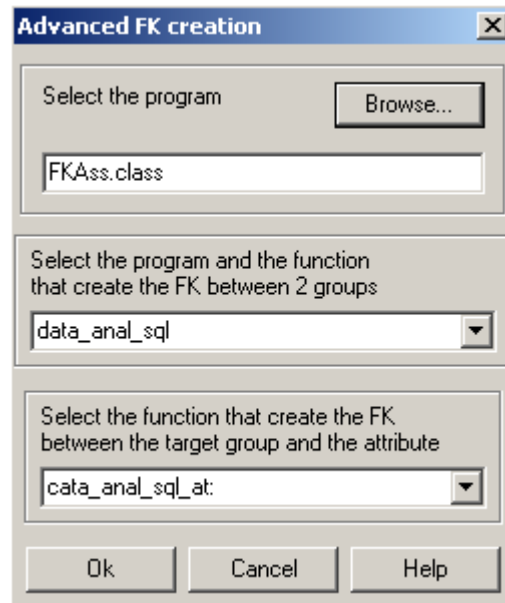 Advanced FK creation
Select the program
Browse...
FKAss.class
Select the program and the function
that create the FK between 2 groups
data_anal_sql
Select the function that create the FK
between the target group and the attribute
cata_anal_sql_at:
Ok Cancel Help